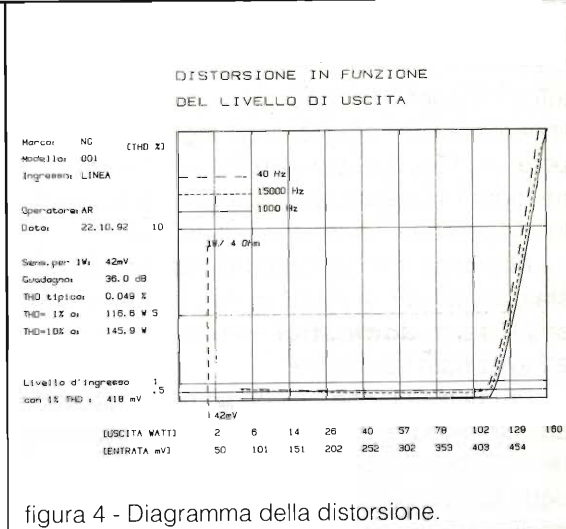 DISTORSIONE IN FUNZIONE
DEL LIVELLO DI USCITA
Marca: NG
[THD %]
Modello: 001
Ingresso: LINEA
40 Hz
15000 Hz
1000 Hz
Operatore: AR
Data: 22.10.92
10
1W/ 4 Ohm
Sens.per 1W: 42mV
Guadagno: 36.0 dB
THD tipico: 0.049 %
THD= 1% a: 116.6 W
5
THD=10% a: 145.9 W
Livello d'ingresso
1
con 1% THD : 418 mV
.5
42mV
[USCITA WATT] 2 6 14 26 40 57 78 102 129 160
[ENTRATA mV] 50 101 151 202 252 302 353 403 454
figura 4 - Diagramma della distorsione.